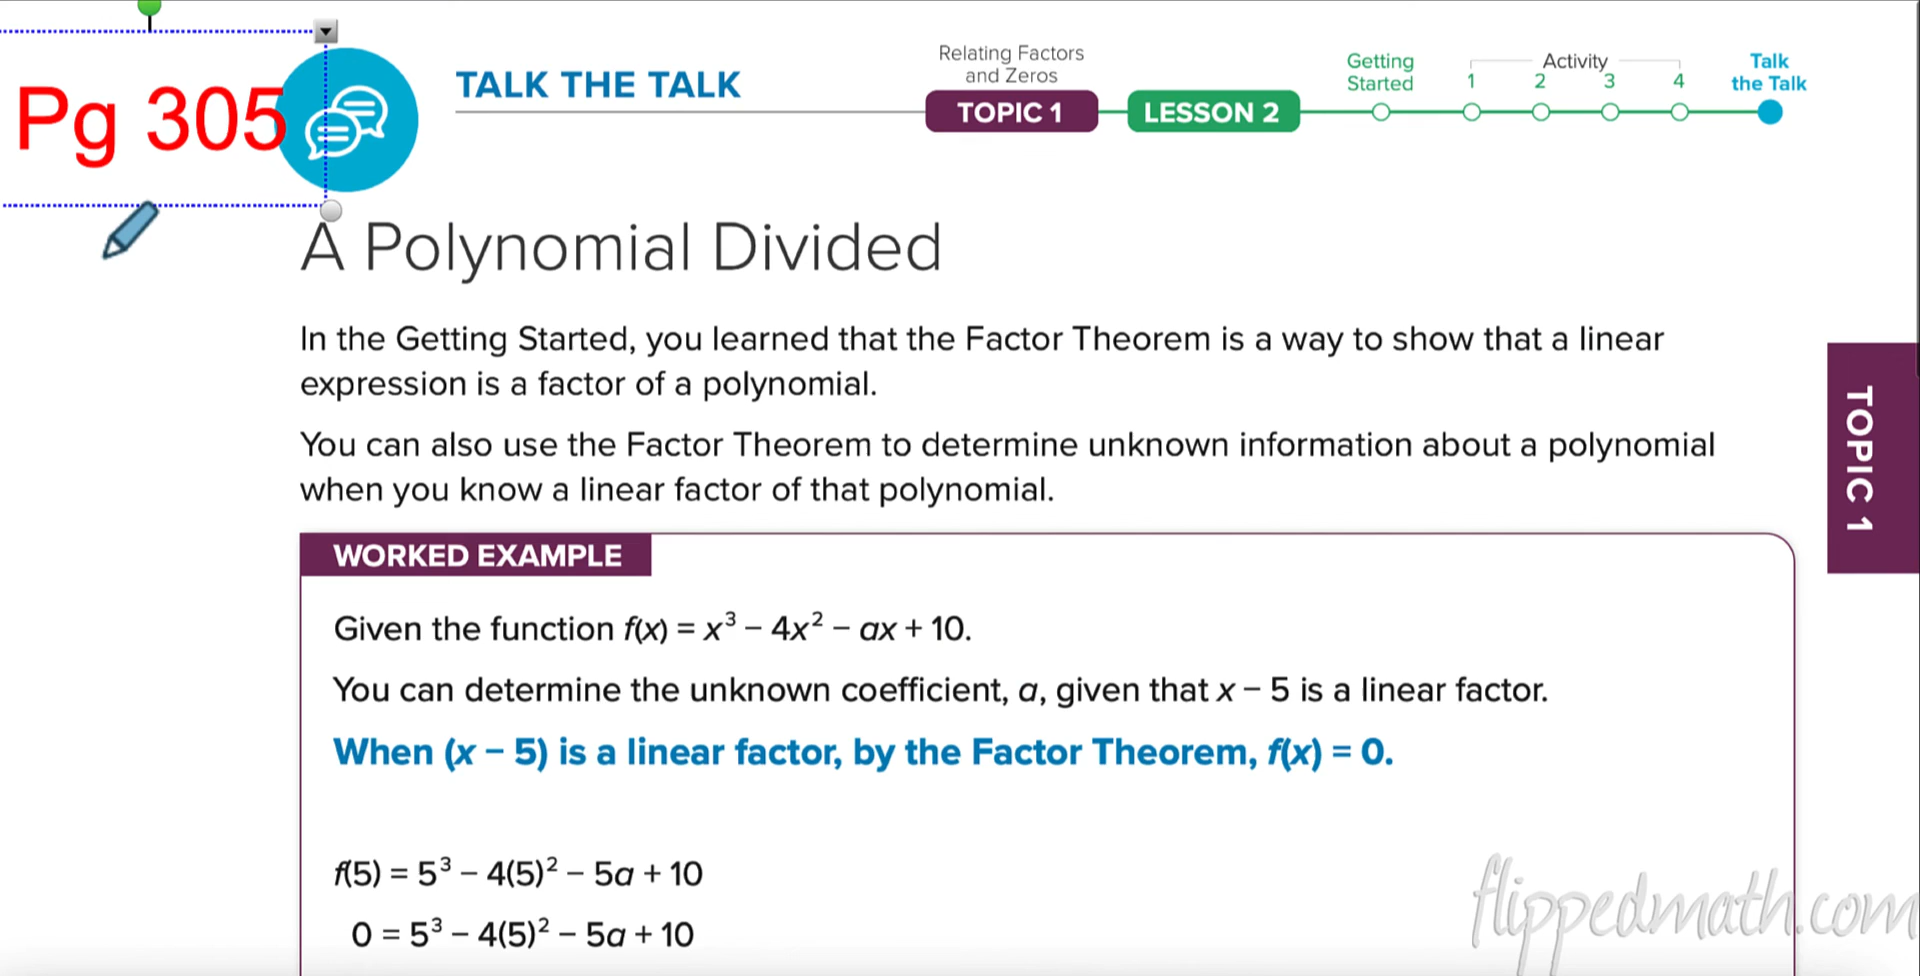 Pg 305
TALK THE TALK
Relating Factors
and Zeros
TOPIC 1
LESSON 2
Getting
Started
Activity
1 2 3 4
Talk
the Talk
A Polynomial Divided
In the Getting Started, you learned that the Factor Theorem is a way to show that a linear
expression is a factor of a polynomial.
You can also use the Factor Theorem to determine unknown information about a polynomial
when you know a linear factor of that polynomial.
TOPIC 1
WORKED EXAMPLE
Given the function f(x) = x³ – 4x² – ax + 10.
You can determine the unknown coefficient, a, given that x – 5 is a linear factor.
When (x – 5) is a linear factor, by the Factor Theorem, f(x) = 0.
f(5) = 5³ – 4(5)² – 5a + 10
0 = 5³ – 4(5)² – 5a + 10
flippedmath.com